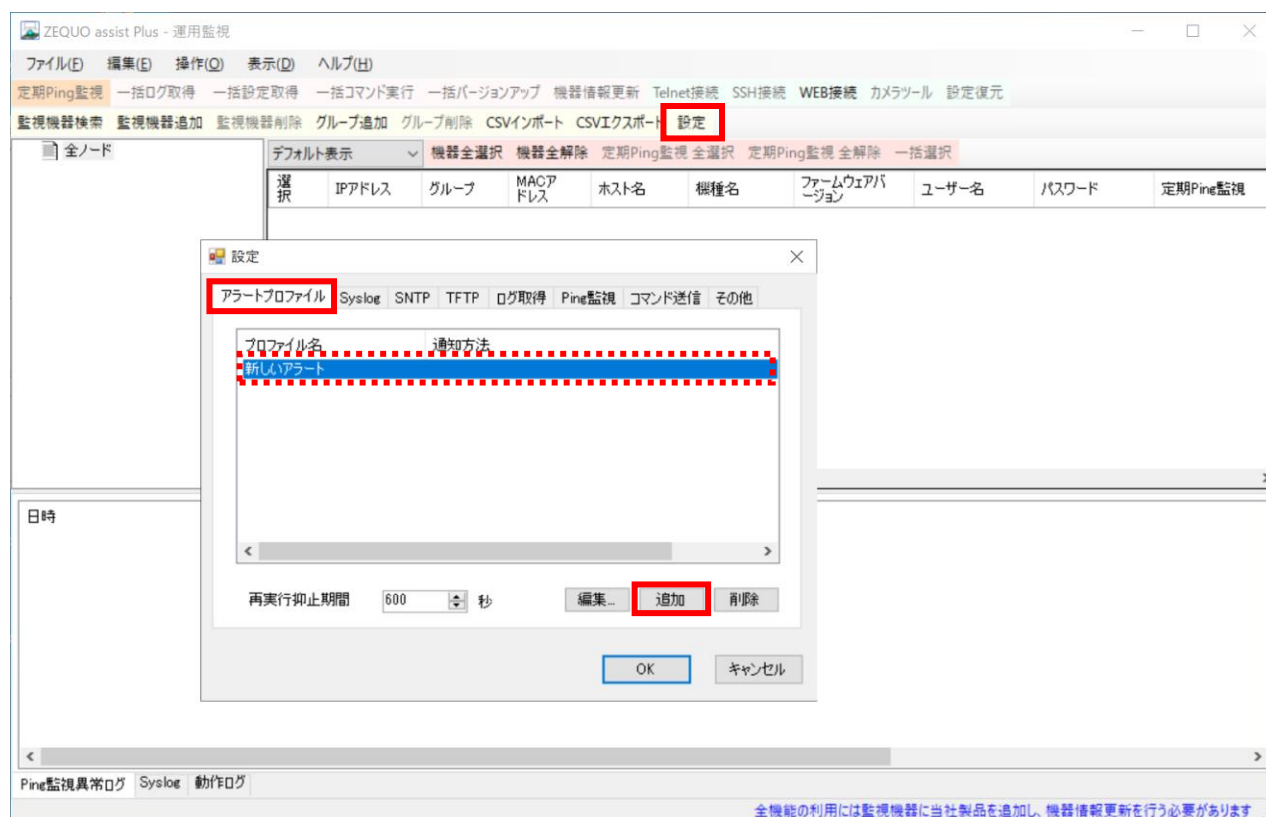 ZEQUO assist Plus - 運用監視
ファイル(F) 編集(E) 操作(O) 表示(D) ヘルプ(H)
定期Ping監視 一括ログ取得 一括設定取得 一括コマンド実行 一括バージョンアップ 機器情報更新 Telnet接続 SSH接続 WEB接続 カメラツール 設定復元
監視機器検索 監視機器追加 監視機器削除 グループ追加 グループ削除 CSVインポート CSVエクスポート 設定
全ノード
デフォルト表示 機器全選択 機器全解除 定期Ping監視 全選択 定期Ping監視 全解除 一括選択
選択 IPアドレス グループ MACアドレス ホスト名 機種名 ファームウェアバージョン ユーザー名 パスワード 定期Ping監視
設定
アラートプロファイル Syslog SNTP TFTP ログ取得 Ping監視 コマンド送信 その他
プロファイル名 通知方法
新しいアラート
再実行抑止期間 600 秒 編集... 追加 削除
OK キャンセル
日時
Ping監視異常ログ Syslog 動作ログ
全機能の利用には監視機器に当社製品を追加し、機器情報更新を行う必要があります